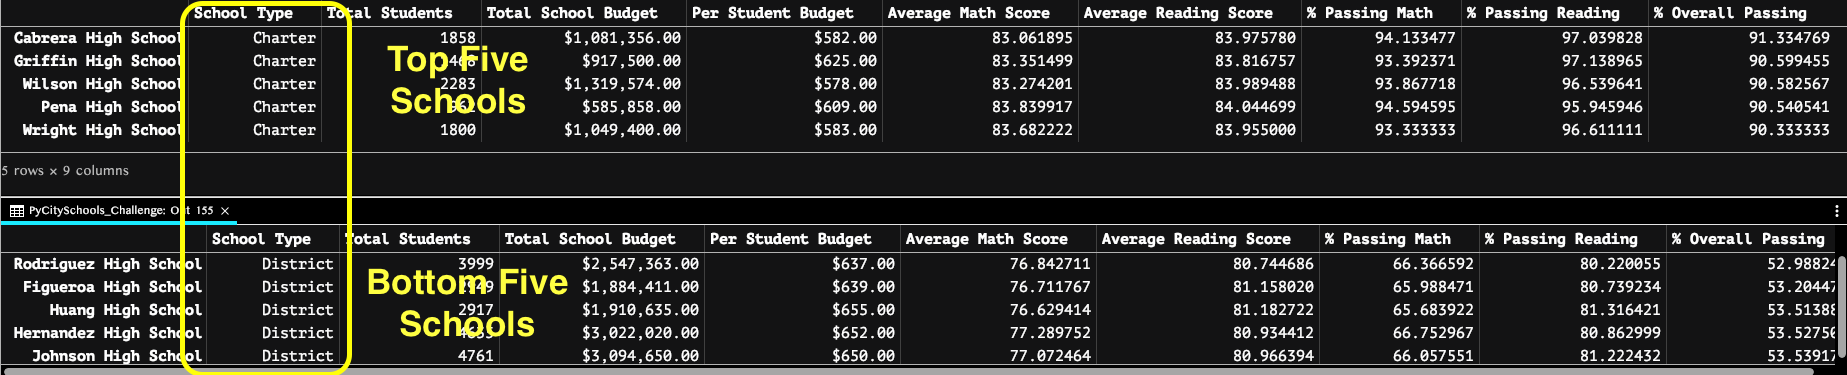 School Type Total Students Total School Budget Per Student Budget Average Math Score Average Reading Score % Passing Math % Passing Reading % Overall Passing
Cabrera High School Charter 1858 $1,081,356.00 $582.00 83.061895 83.975780 94.133477 97.039828 91.334769
Griffin High School Charter $917,500.00 $625.00 83.351499 83.816757 93.392371 97.138965 90.599455
Wilson High School Charter 2283 $1,319,574.00 $578.00 83.274201 83.989488 93.867718 96.539641 90.582567
Pena High School Charter 962 $585,858.00 $609.00 83.839917 84.044699 94.594595 95.945946 90.540541
Wright High School Charter 1800 $1,049,400.00 $583.00 83.682222 83.955000 93.333333 96.611111 90.333333
Top Five
Schools
5 rows × 9 columns
PyCitySchools_Challenge: Out 155 ×
School Type Total Students Total School Budget Per Student Budget Average Math Score Average Reading Score % Passing Math % Passing Reading % Overall Passing
Rodriguez High School District 3999 $2,547,363.00 $637.00 76.842711 80.744686 66.366592 80.220055 52.98824
Figueroa High School District $1,884,411.00 $639.00 76.711767 81.158020 65.988471 80.739234 53.20447
Huang High School District 2917 $1,910,635.00 $655.00 76.629414 81.182722 65.683922 81.316421 53.51388
Hernandez High School District $3,022,020.00 $652.00 77.289752 80.934412 66.752967 80.862999 53.52750
Johnson High School District 4761 $3,094,650.00 $650.00 77.072464 80.966394 66.057551 81.222432 53.53917
Bottom Five
Schools